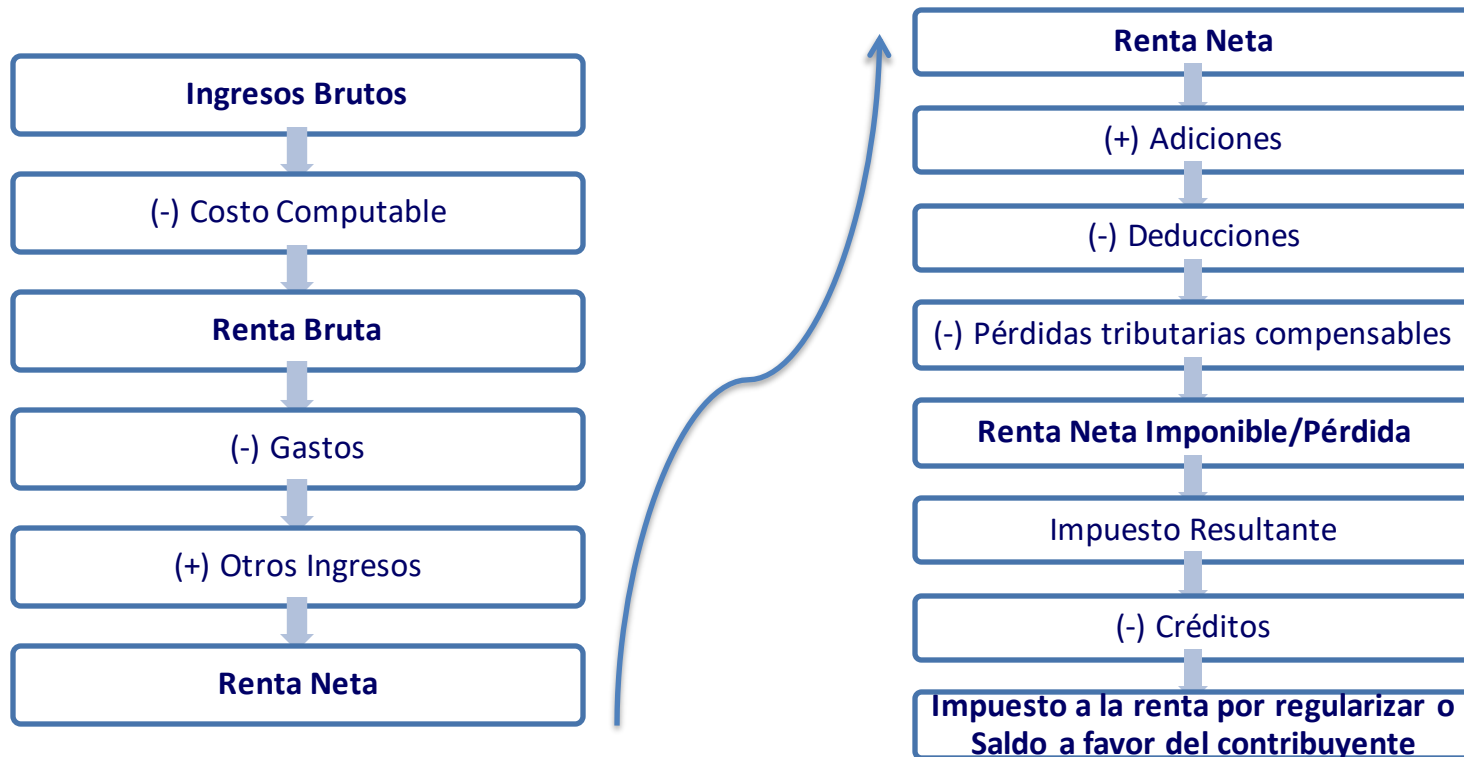 Ingresos Brutos
(-) Costo Computable
Renta Bruta
(-) Gastos
(+) Otros Ingresos
Renta Neta
Renta Neta
(+) Adiciones
(-) Deducciones
(-) Pérdidas tributarias compensables
Renta Neta Imponible/Pérdida
Impuesto Resultante
(-) Créditos
Impuesto a la renta por regularizar o
Saldo a favor del contribuyente